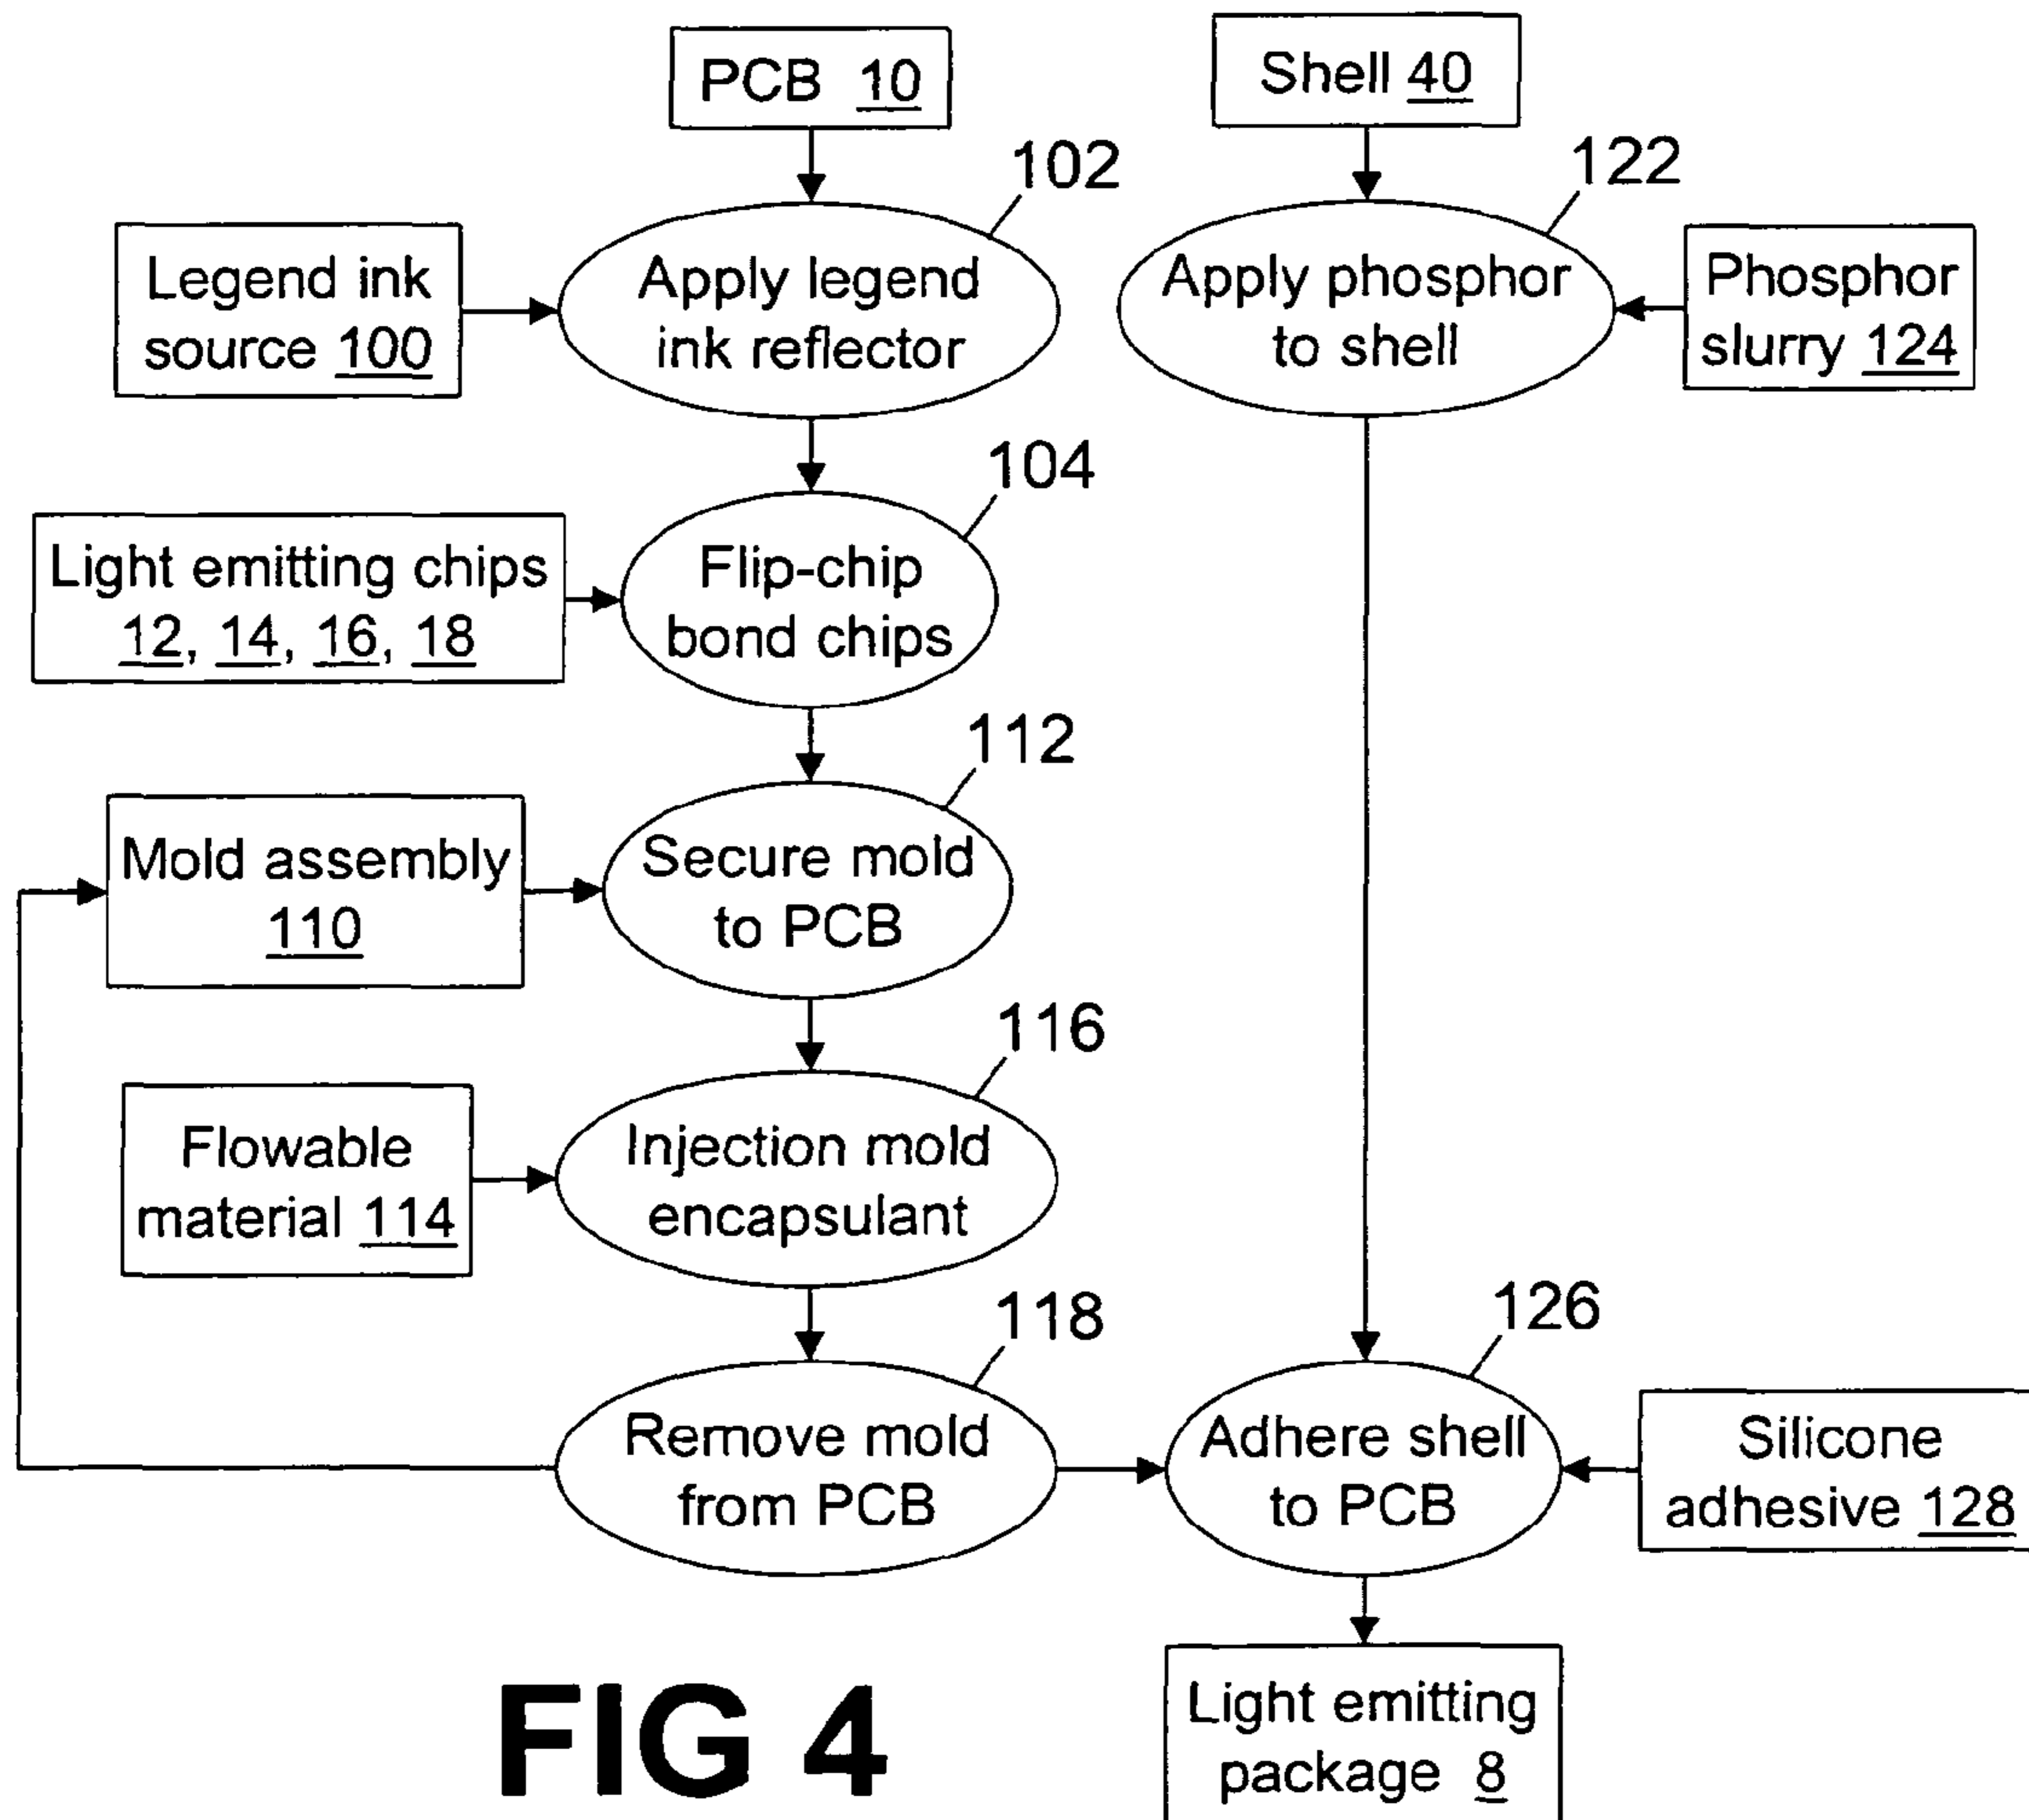 PCB 10
Shell 40
102
122
Legend ink
source 100
Apply legend
ink reflector
Apply phosphor
to shell
Phosphor
slurry 124
104
Light emitting chips
12, 14, 16, 18
Flip-chip
bond chips
112
Mold assembly
110
Secure mold
to PCB
116
Flowable
material 114
Injection mold
encapsulant
118
126
Remove mold
from PCB
Adhere shell
to PCB
Silicone
adhesive 128
Light emitting
package 8
FIG 4